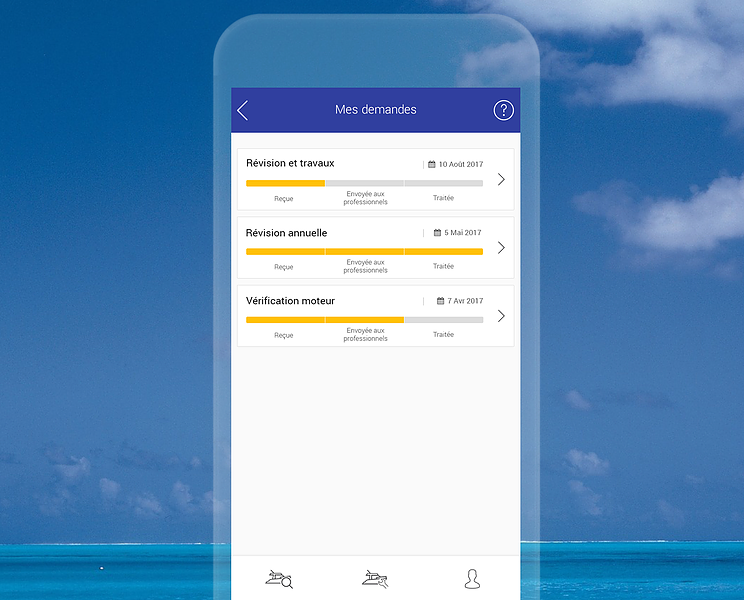 Mes demandes
?
Révision et travaux
10 Août 2017
Reçue
Envoyée aux
professionnels
Traitée
Révision annuelle
5 Mai 2017
Reçue
Envoyée aux
professionnels
Traitée
Vérification moteur
7 Avr 2017
Reçue
Envoyée aux
professionnels
Traitée